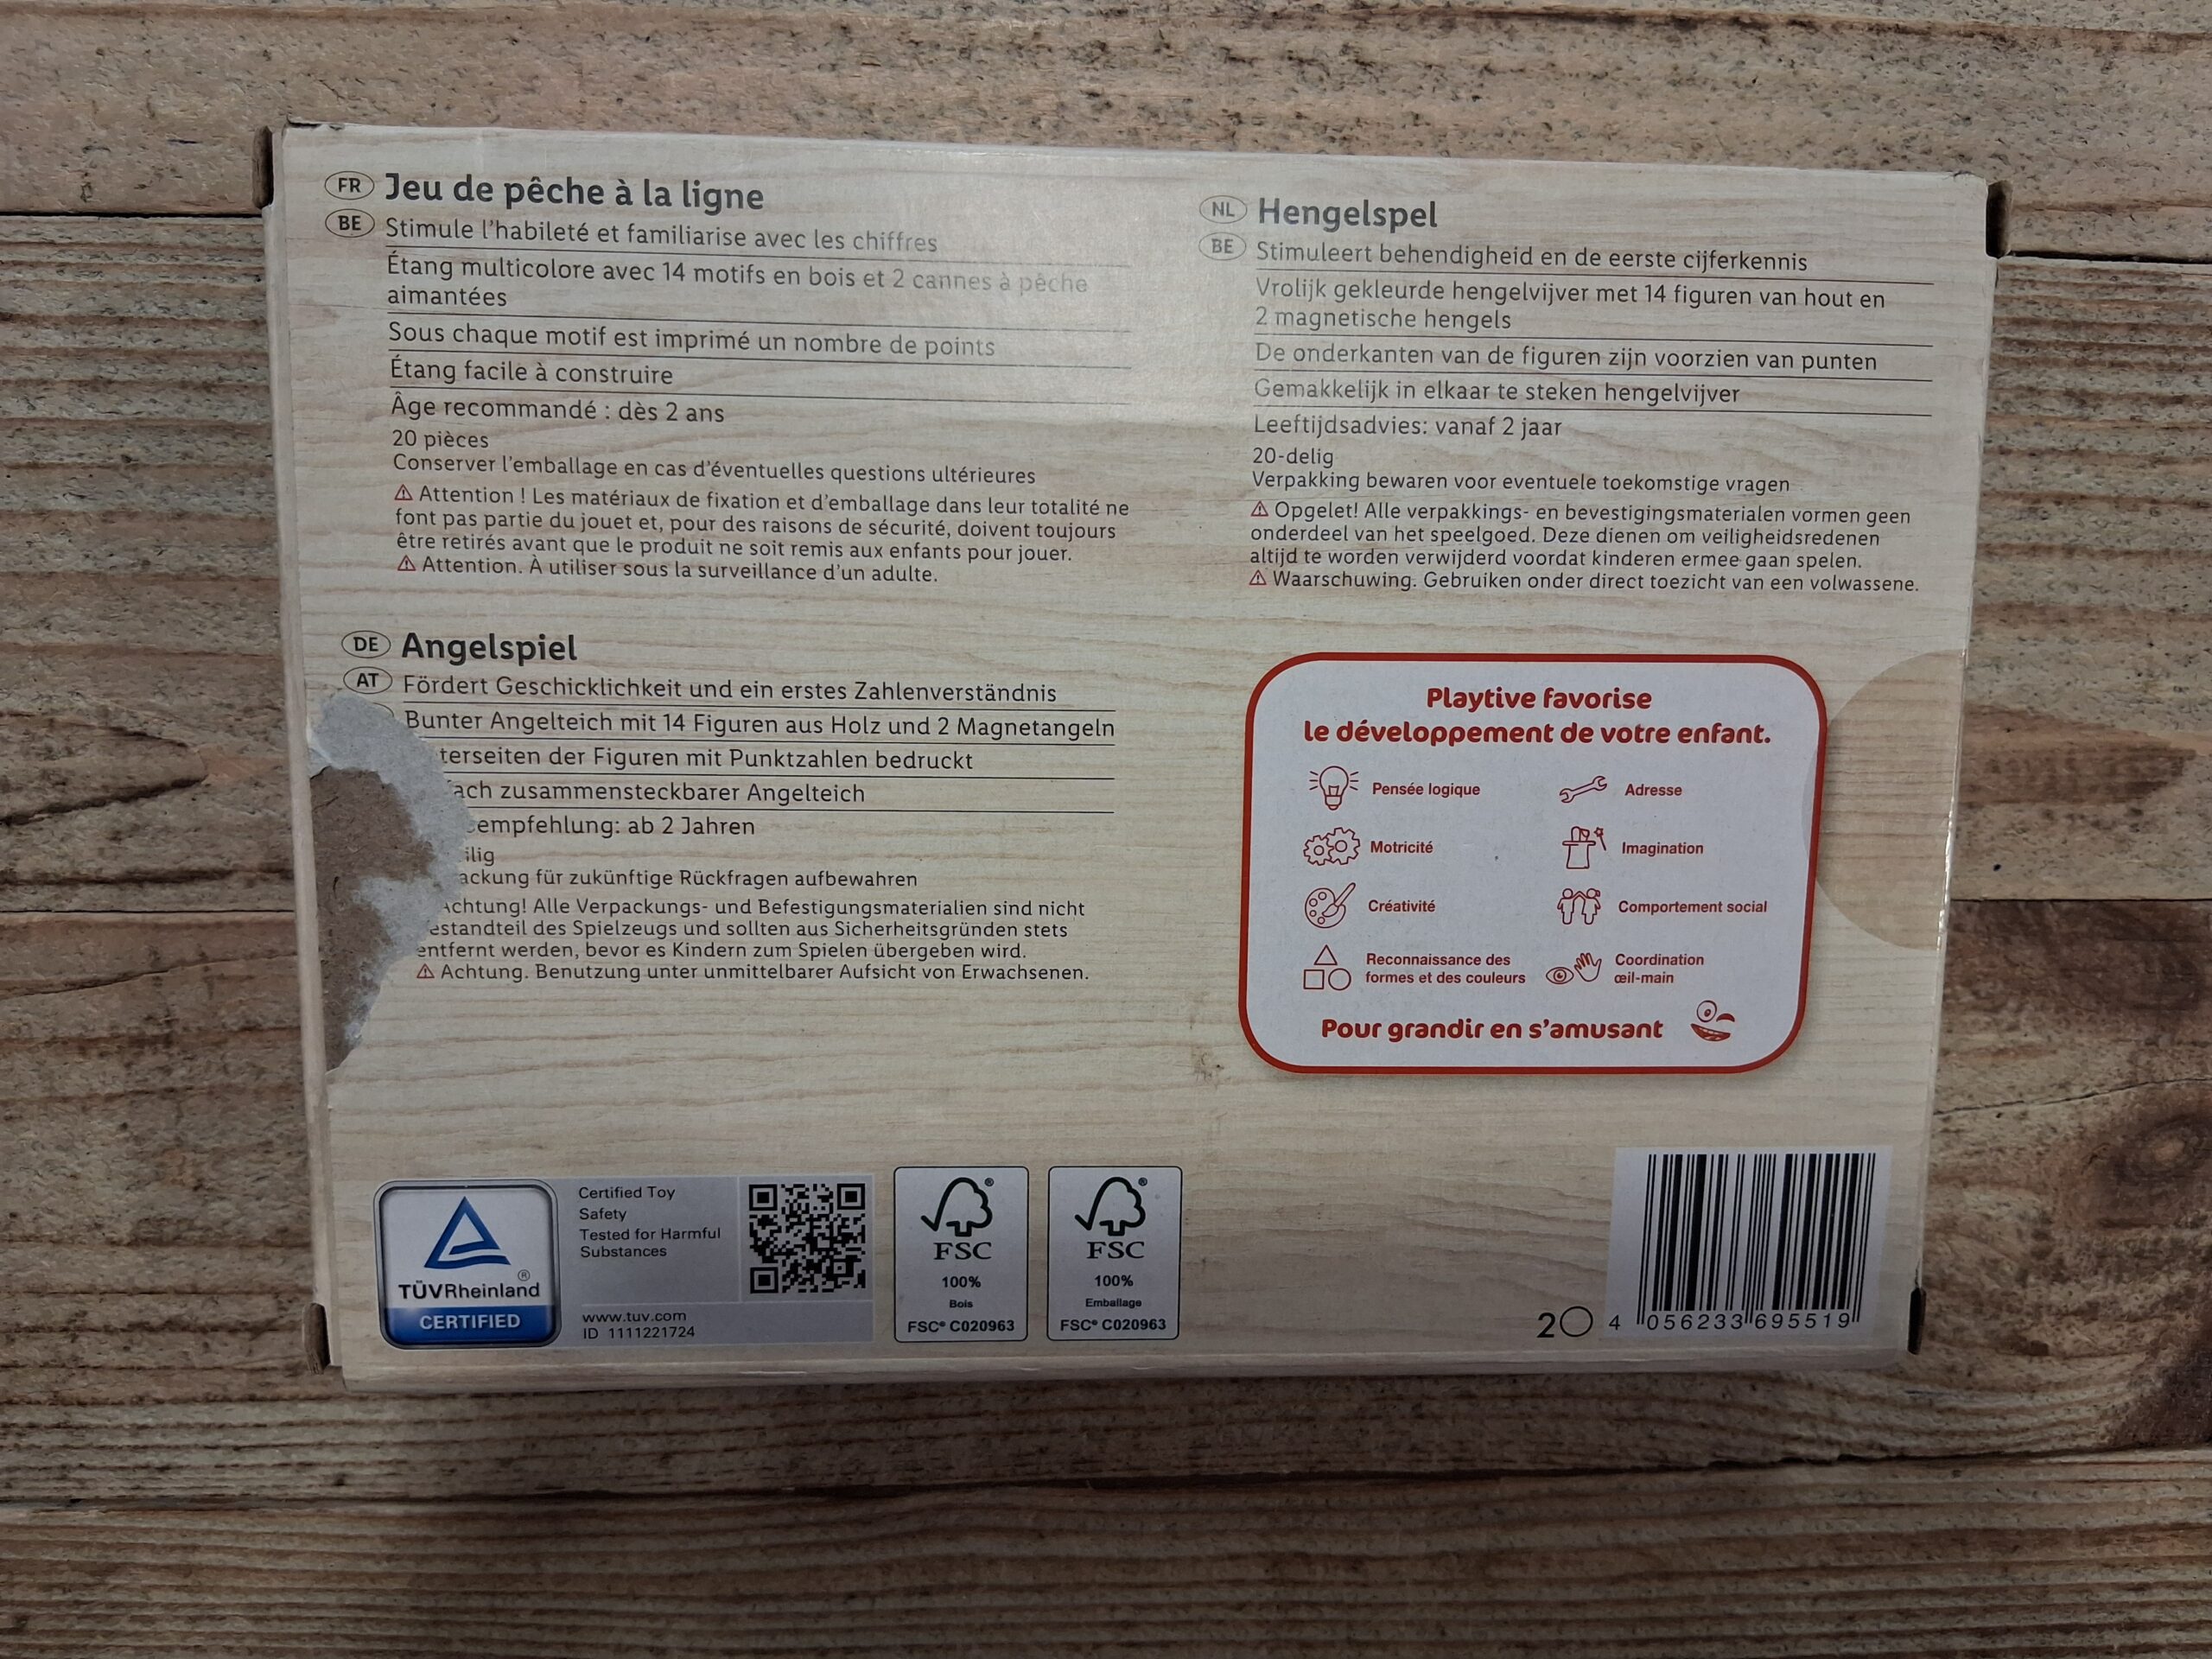 FR Jeu de pêche à la ligne
BE Stimule l'habileté et familiarise avec les chiffres
Étang multicolore avec 14 motifs en bois et 2 cannes à pêche
aimantées
Sous chaque motif est imprimé un nombre de points
Étang facile à construire
Âge recommandé : dès 2 ans
20 pièces
Conserver l'emballage en cas d'éventuelles questions ultérieures
⚠ Attention ! Les matériaux de fixation et d'emballage dans leur totalité ne
font pas partie du jouet et, pour des raisons de sécurité, doivent toujours
être retirés avant que le produit ne soit remis aux enfants pour jouer.
⚠ Attention. À utiliser sous la surveillance d'un adulte.
NL Hengelspel
BE Stimuleert behendigheid en de eerste cijferkennis
Vrolijk gekleurde hengelvijver met 14 figuren van hout en
2 magnetische hengels
De onderkanten van de figuren zijn voorzien van punten
Gemakkelijk in elkaar te steken hengelvijver
Leeftijdsadvies: vanaf 2 jaar
20-delig
Verpakking bewaren voor eventuele toekomstige vragen
⚠ Opgelet! Alle verpakkings- en bevestigingsmaterialen vormen geen
onderdeel van het speelgoed. Deze dienen om veiligheidsredenen
altijd te worden verwijderd voordat kinderen ermee gaan spelen.
⚠ Waarschuwing. Gebruiken onder direct toezicht van een volwassene.
DE Angelspiel
AT Fördert Geschicklichkeit und ein erstes Zahlenverständnis
Bunter Angelteich mit 14 Figuren aus Holz und 2 Magnetangeln
terseiten der Figuren mit Punktzahlen bedruckt
ach zusammensteckbarer Angelteich
empfehlung: ab 2 Jahren
ilig
ackung für zukünftige Rückfragen aufbewahren
Achtung! Alle Verpackungs- und Befestigungsmaterialien sind nicht
estandteil des Spielzeugs und sollten aus Sicherheitsgründen stets
entfernt werden, bevor es Kindern zum Spielen übergeben wird.
⚠ Achtung. Benutzung unter unmittelbarer Aufsicht von Erwachsenen.
Playtive favorise
le développement de votre enfant.
Pensée logique
Adresse
Motricité
Imagination
Créativité
Comportement social
Reconnaissance des
formes et des couleurs
Coordination
œil-main
Pour grandir en s'amusant
TÜVRheinland®
CERTIFIED
Certified Toy
Safety
Tested for Harmful
Substances
www.tuv.com
ID 1111221724
FSC®
100%
Bois
FSC® C020963
FSC®
100%
Emballage
FSC® C020963
20
4 056233 695519